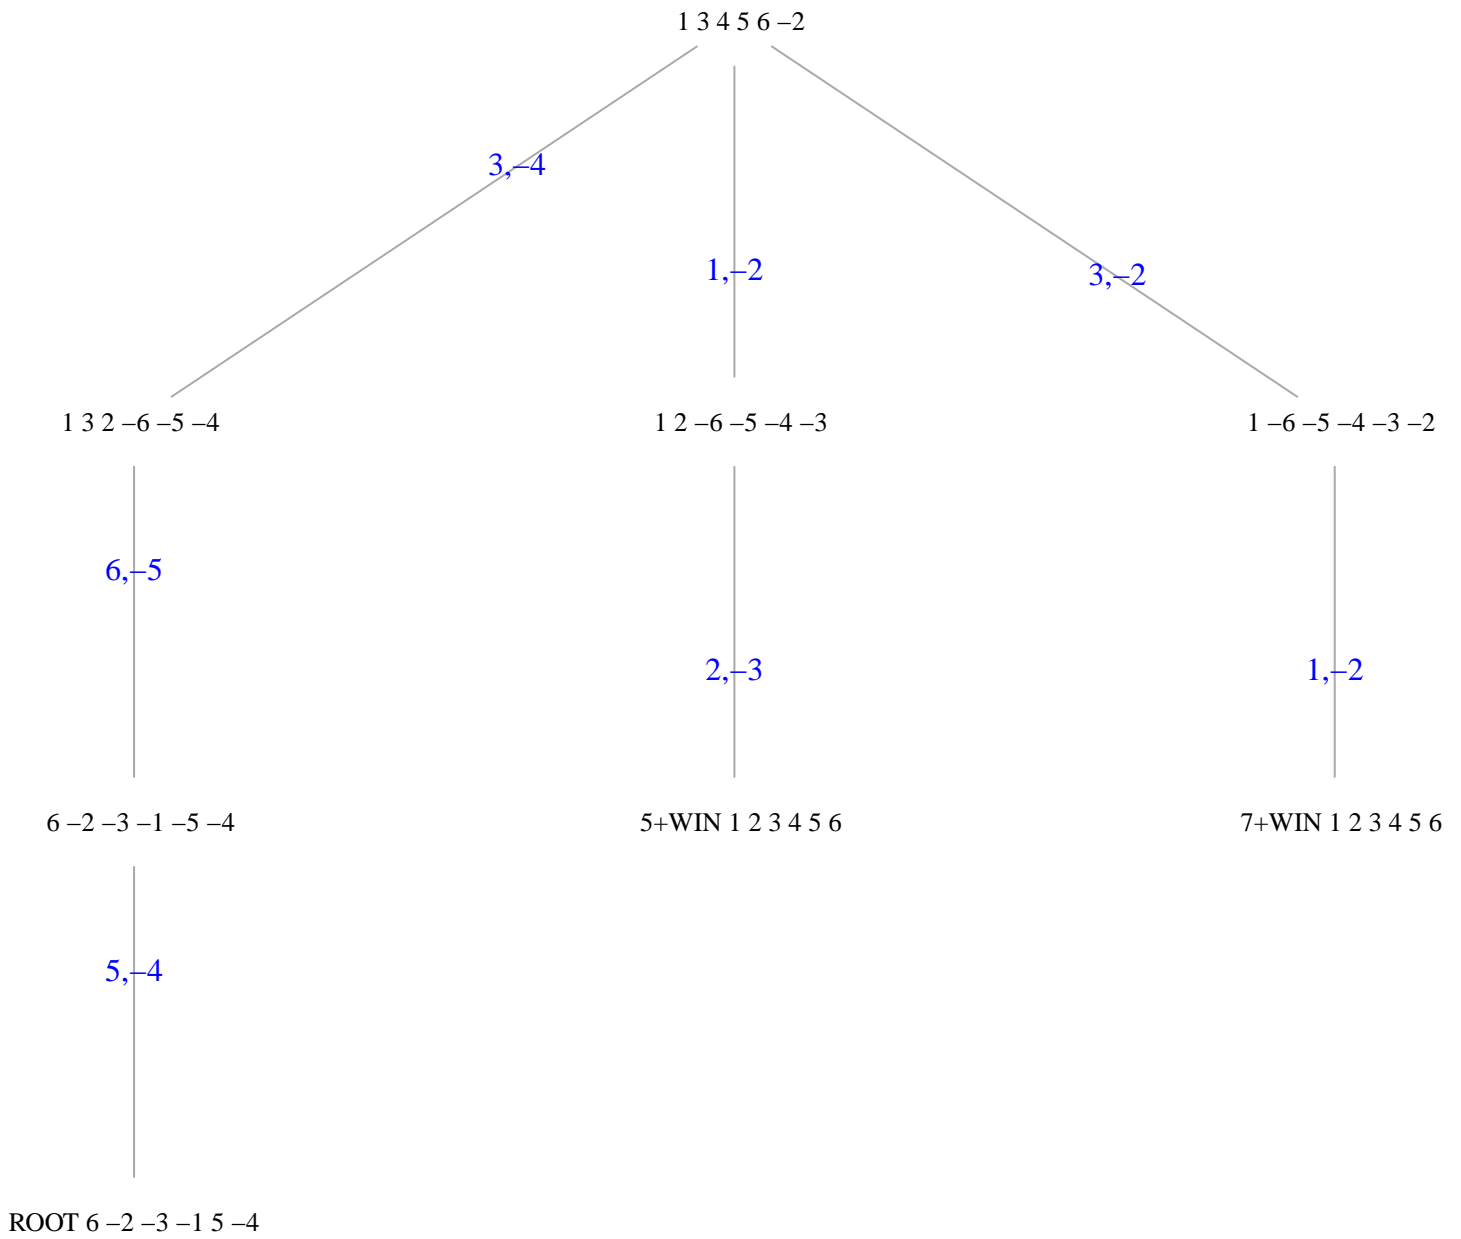 1 3 4 5 6 –2
3,–4
1,–2
3,–2
1 3 2 –6 –5 –4
1 2 –6 –5 –4 –3
1 –6 –5 –4 –3 –2
6,–5
2,–3
1,–2
6 –2 –3 –1 –5 –4
5+WIN 1 2 3 4 5 6
7+WIN 1 2 3 4 5 6
5,–4
ROOT 6 –2 –3 –1 5 –4